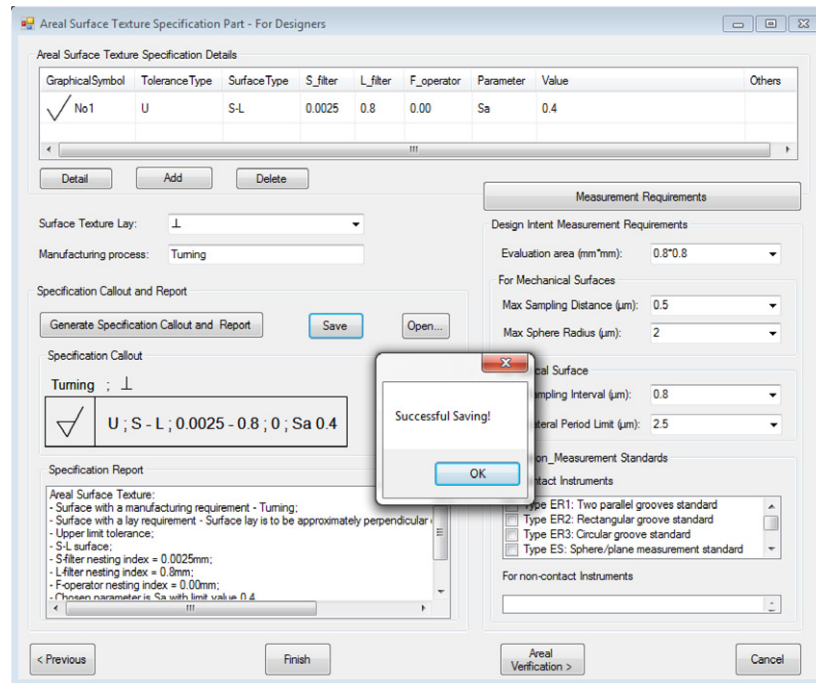 Areal Surface Texture Specification Part - For Designers
Areal Surface Texture Specification Details
GraphicalSymbol ToleranceType SurfaceType S_filter L_filter F_operator Parameter Value Others
No1 U S-L 0.0025 0.8 0.00 Sa 0.4
Detail Add Delete
Measurement Requirements
Surface Texture Lay: ⊥
Manufacturing process: Turning
Design Intent Measurement Requirements
Evaluation area (mm*mm): 0.8*0.8
For Mechanical Surfaces
Max Sampling Distance (μm): 0.5
Max Sphere Radius (μm): 2
Specification Callout and Report
Generate Specification Callout and Report Save Open...
Specification Callout
Turning ; ⊥
U ; S - L ; 0.0025 - 0.8 ; 0 ; Sa 0.4
Successful Saving!
OK
cal Surface
ampling Interval (μm): 0.8
ateral Period Limit (μm): 2.5
Specification Report
Areal Surface Texture:
- Surface with a manufacturing requirement - Turning;
- Surface with a lay requirement - Surface lay is to be approximately perpendicular
- Upper limit tolerance;
- S-L surface;
- S-filter nesting index = 0.0025mm;
- L-filter nesting index = 0.8mm;
- F-operator nesting index = 0.00mm;
- Chosen parameter is Sa with limit value 0.4
on_Measurement Standards
tact Instruments
Type ER1: Two parallel grooves standard
Type ER2: Rectangular groove standard
Type ER3: Circular groove standard
Type ES: Sphere/plane measurement standard
For non-contact Instruments
< Previous Finish
Areal
Verification >
Cancel